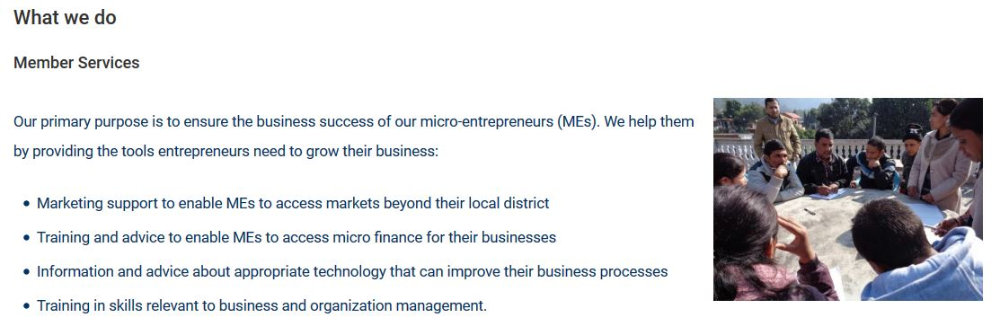 What we do
Member Services
Our primary purpose is to ensure the business success of our micro-entrepreneurs (MEs). We help them
by providing the tools entrepreneurs need to grow their business:
• Marketing support to enable MEs to access markets beyond their local district
• Training and advice to enable MEs to access micro finance for their businesses
• Information and advice about appropriate technology that can improve their business processes
• Training in skills relevant to business and organization management.